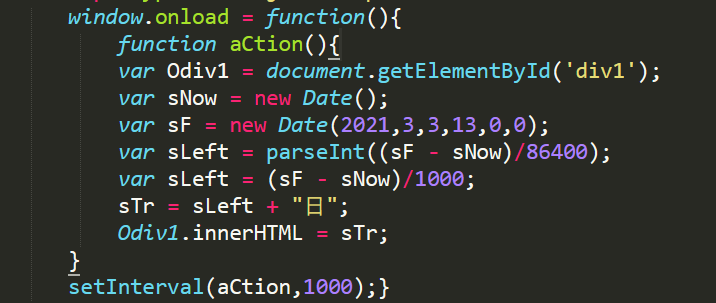 window.onload = function(){
function aCtion(){
var Odiv1 = document.getElementById('div1');
var sNow = new Date();
var sF = new Date(2021,3,3,13,0,0);
var sLeft = parseInt((sF - sNow)/86400);
var sLeft = (sF - sNow)/1000;
sTr = sLeft + "日";
Odiv1.innerHTML = sTr;
}
setInterval(aCtion,1000);}